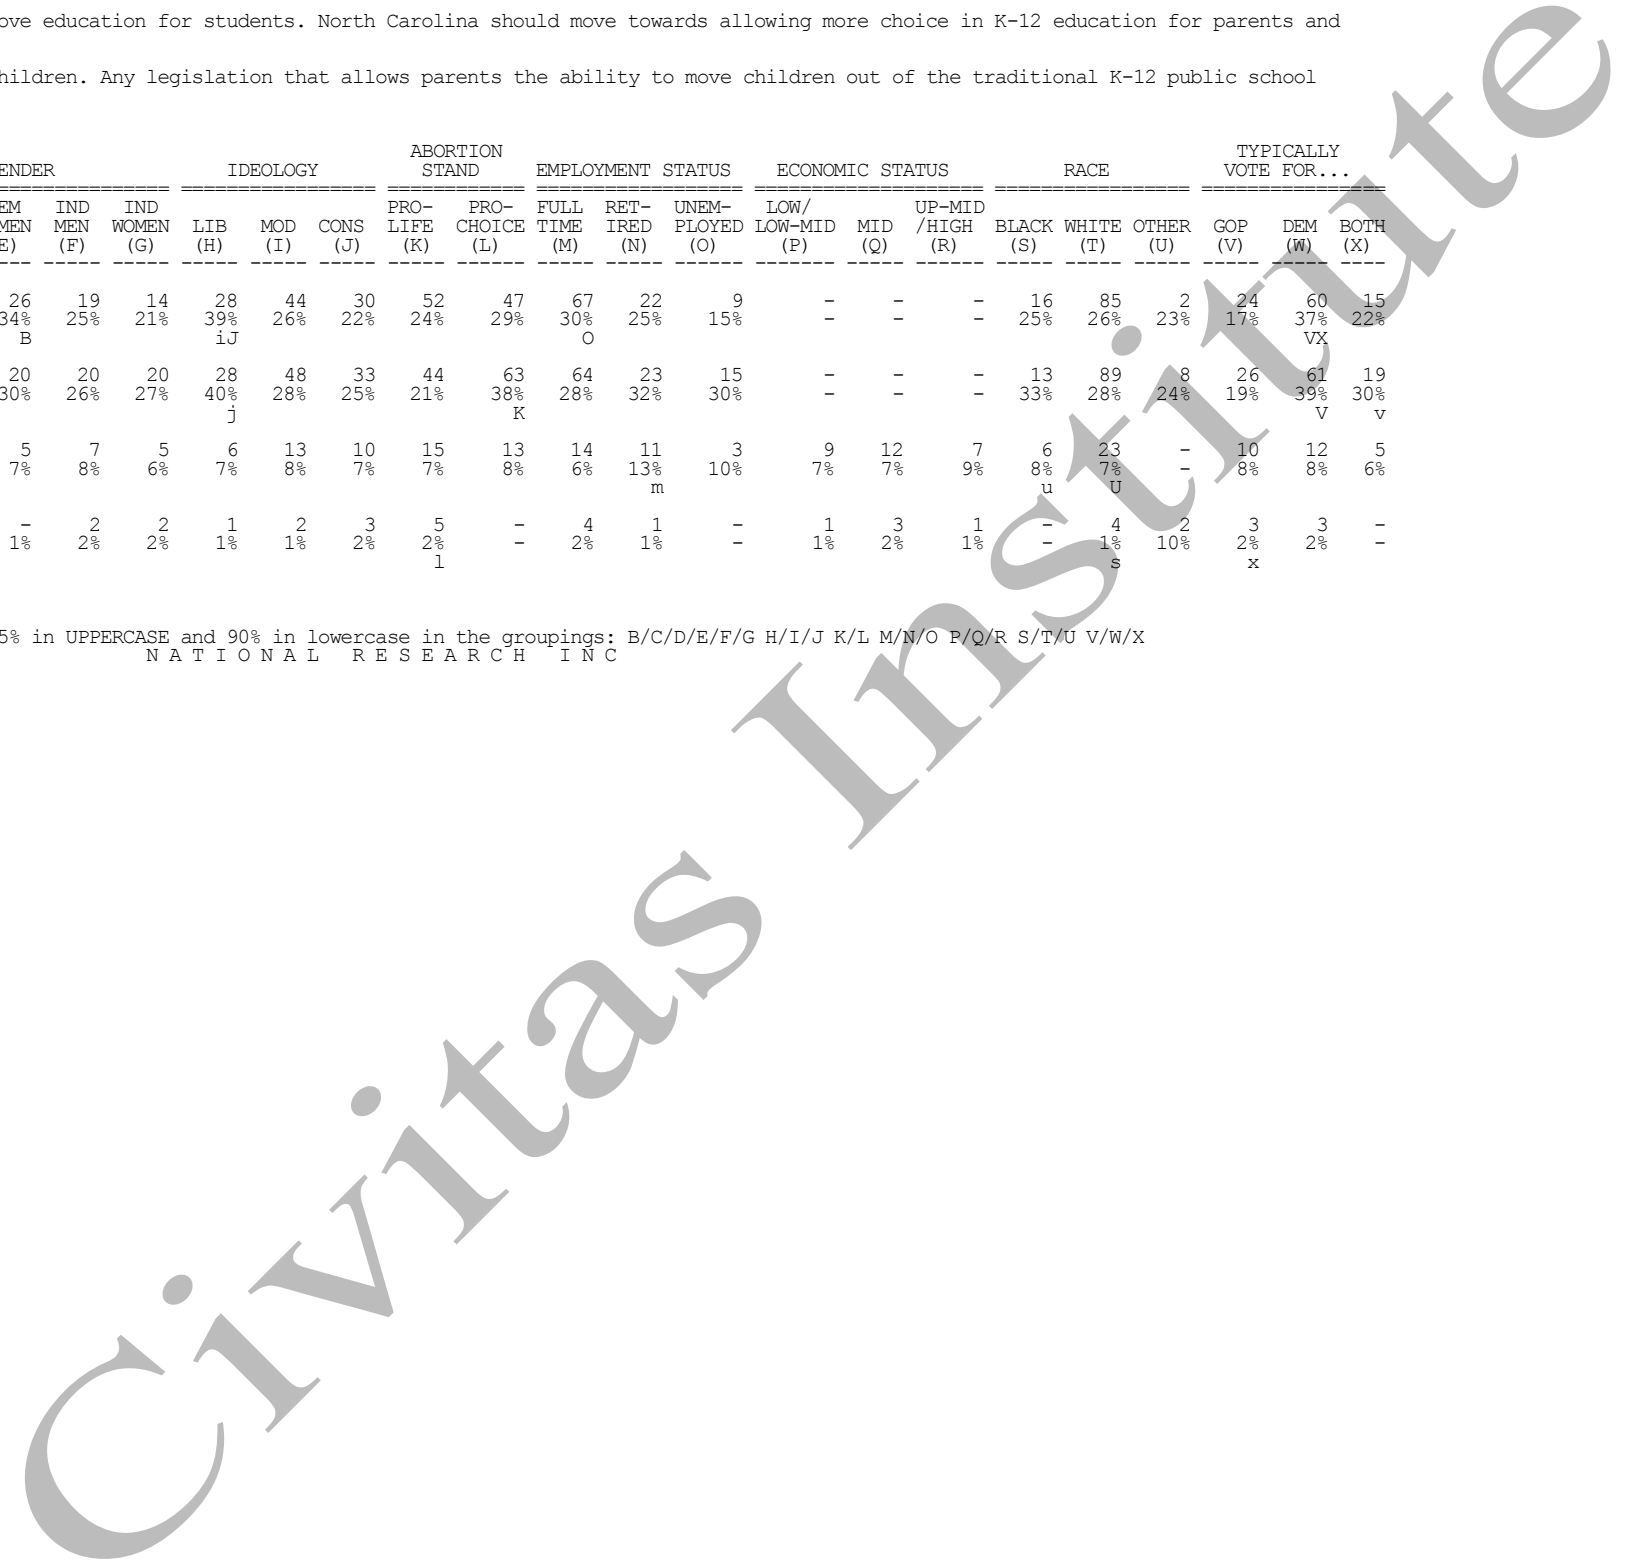 ove education for students. North Carolina should move towards allowing more choice in K-12 education for parents and
hildren. Any legislation that allows parents the ability to move children out of the traditional K-12 public school
ABORTION TYPICALLY
ENDER IDEOLOGY STAND EMPLOYMENT STATUS ECONOMIC STATUS RACE VOTE FOR...
=============== ================= ============ ================== ==================== ================= ================
EM IND IND PRO- PRO- FULL RET- UNEM- LOW/ UP-MID
MEN MEN WOMEN LIB MOD CONS LIFE CHOICE TIME IRED PLOYED LOW-MID MID /HIGH BLACK WHITE OTHER GOP DEM BOTH
E) (F) (G) (H) (I) (J) (K) (L) (M) (N) (O) (P) (Q) (R) (S) (T) (U) (V) (W) (X)
--- ----- ----- ----- ----- ----- ----- ------ ----- ----- ------ ------- ----- ------ ----- ----- ----- ----- ----- ----
26 19 14 28 44 30 52 47 67 22 9 - - - 16 85 2 24 60 15
34% 25% 21% 39% 26% 22% 24% 29% 30% 25% 15% - - - 25% 26% 23% 17% 37% 22%
B iJ O VX
20 20 20 28 48 33 44 63 64 23 15 - - - 13 89 8 26 61 19
30% 26% 27% 40% 28% 25% 21% 38% 28% 32% 30% - - - 33% 28% 24% 19% 39% 30%
j K V v
5 7 5 6 13 10 15 13 14 11 3 9 12 7 6 23 - 10 12 5
7% 8% 6% 7% 8% 7% 7% 8% 6% 13% 10% 7% 7% 9% 8% 7% - 8% 8% 6%
m u U
- 2 2 1 2 3 5 - 4 1 - 1 3 1 - 4 2 3 3 -
1% 2% 2% 1% 1% 2% 2% - 2% 1% - 1% 2% 1% - 1% 10% 2% 2% -
l s x
5% in UPPERCASE and 90% in lowercase in the groupings: B/C/D/E/F/G H/I/J K/L M/N/O P/Q/R S/T/U V/W/X
N A T I O N A L R E S E A R C H I N C
Civitas Institute